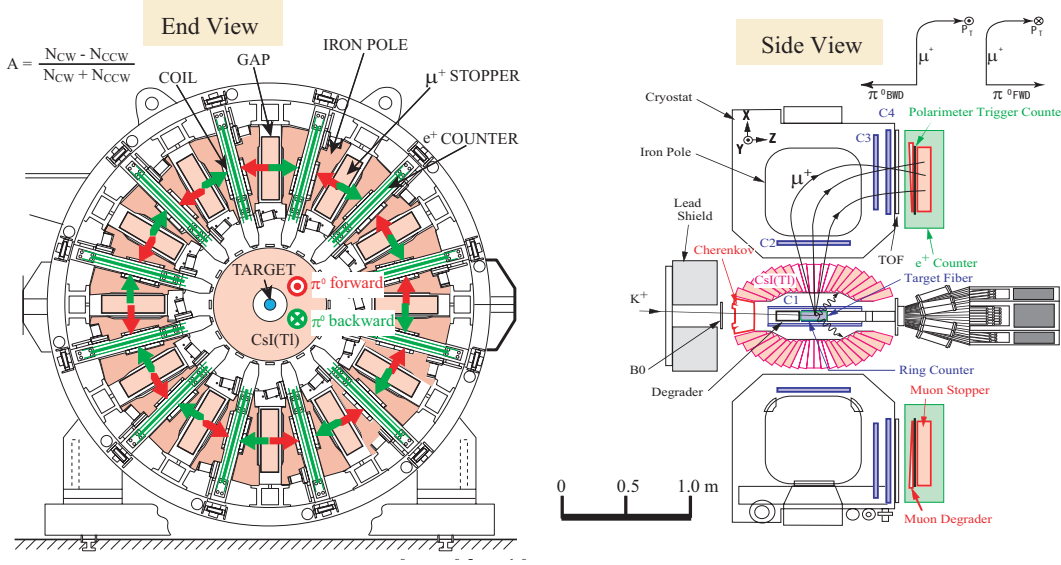 End View
A = N_CW - N_CCW / N_CW + N_CCW
COIL
GAP
IRON POLE
μ+ STOPPER
e+ COUNTER
TARGET
π⁰ forward
π⁰ backward
CsI(Tl)
Side View
P_T
P_T
μ+
μ+
π⁰BWD
π⁰FWD
Cryostat
X
Z
Y
C4
Polarimeter Trigger Counte
C3
Iron Pole
μ+
Lead
Shield
C2
TOF
e+ Counter
Cherenkov
CsI(Tl)
Target Fiber
K+
C1
B0
Degrader
Ring Counter
Muon Stopper
0
0.5
1.0 m
Muon Degrader